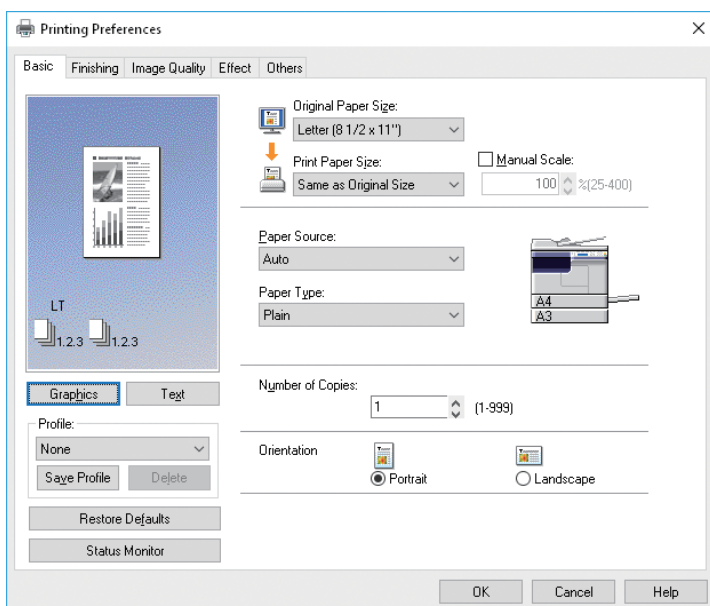 Printing Preferences
Basic Finishing Image Quality Effect Others
Original Paper Size:
Letter (8 1/2 x 11")
Print Paper Size:
Same as Original Size
Manual Scale:
100 %(25-400)
Paper Source:
Auto
Paper Type:
Plain
A4
A3
LT
1.2.3 1.2.3
Graphics Text
Number of Copies:
1 (1-999)
Profile:
None
Save Profile Delete
Orientation
Portrait Landscape
Restore Defaults
Status Monitor
OK Cancel Help